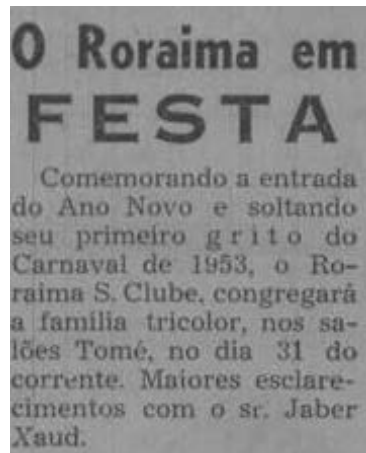 O Roraima em
FESTA
Comemorando a entrada
do Ano Novo e soltando
seu primeiro grito do
Carnaval de 1953, o Ro-
raima S. Clube, congregará
a família tricolor, nos sa-
lões Tomé, no dia 31 do
corrente. Maiores esclare-
cimentos com o sr. Jaber
Xaud.